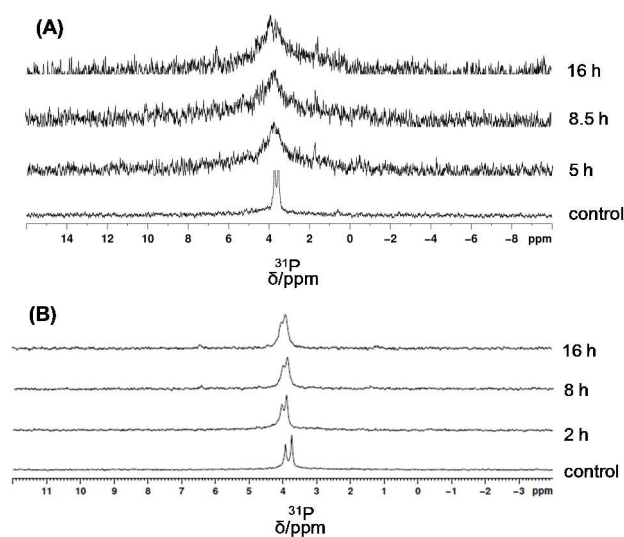 (A)
16 h
8.5 h
5 h
control
14 12 10 8 6 4 2 0 −2 −4 −6 −8 ppm
31P
δ/ppm
(B)
16 h
8 h
2 h
control
11 10 9 8 7 6 5 4 3 2 1 0 −1 −2 −3 ppm
31P
δ/ppm